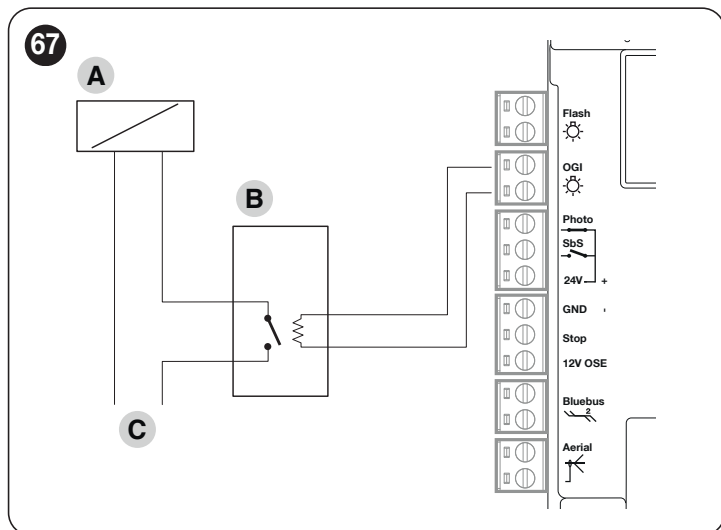 67
A
B
C
Flash
OGI
Photo
SbS
24V +
GND -
Stop
12V OSE
Bluebus
2
Aerial